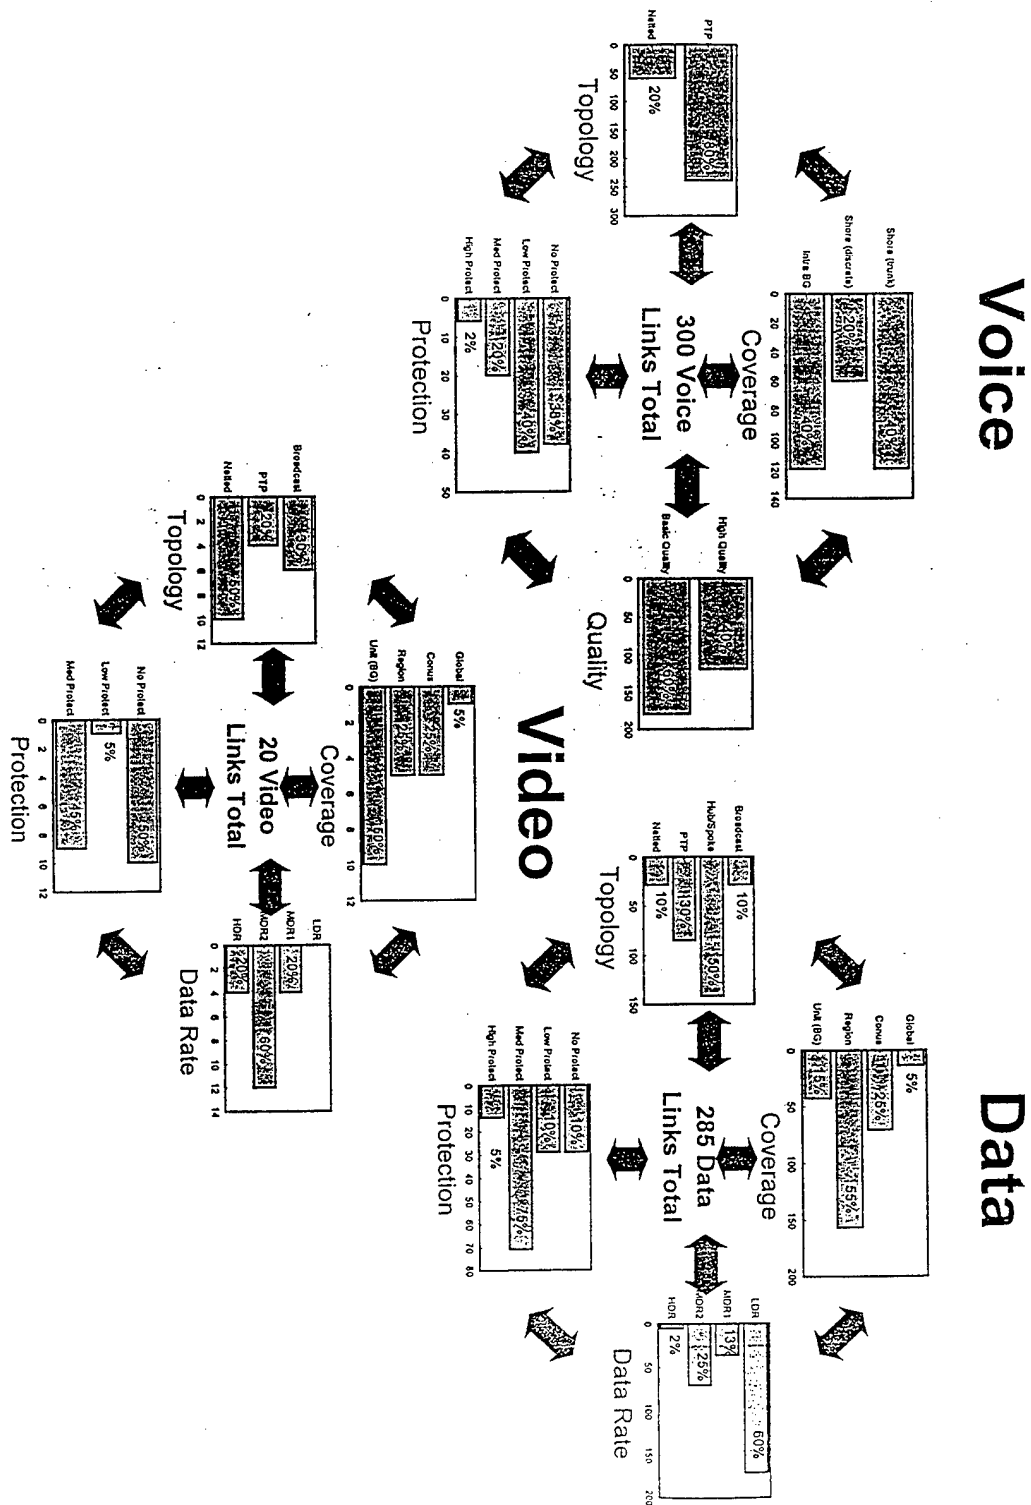 Voice
Shore (trunk) 40%
Shore (discrete) 20%
Intra BG 40%
0 20 40 60 80 100 120 140
Coverage
PTP 80%
Netted 20%
0 50 100 150 200 250 300
Topology
300 Voice
Links Total
High Quality 40%
Basic Quality 60%
0 50 100 150 200
Quality
No Protect 38%
Low Protect 40%
Med Protect 20%
High Protect 2%
0 10 20 30 40 50
Protection
Video
Global 5%
Conus 25%
Region 25%
Unit (BG) 50%
0 2 4 6 8 10 12
Coverage
Broadcast 30%
PTP 20%
Netted 50%
0 2 4 6 8 10 12
Topology
20 Video
Links Total
LDR
MDR1 20%
MDR2 60%
HDR 20%
0 2 4 6 8 10 12 14
Data Rate
No Protect 50%
Low Protect 5%
Med Protect 45%
0 2 4 6 8 10 12
Protection
Data
Global 5%
Conus 25%
Region 55%
Unit (BG) 15%
0 50 100 150 200
Coverage
Broadcast 10%
Hub/Spoke 50%
PTP 30%
Netted 10%
0 50 100 150
Topology
285 Data
Links Total
LDR 60%
MDR1 13%
MDR2 25%
HDR 2%
0 50 100 150 200
Data Rate
No Protect 10%
Low Protect 10%
Med Protect 75%
High Protect 5%
0 10 20 30 40 50 60 70 80
Protection